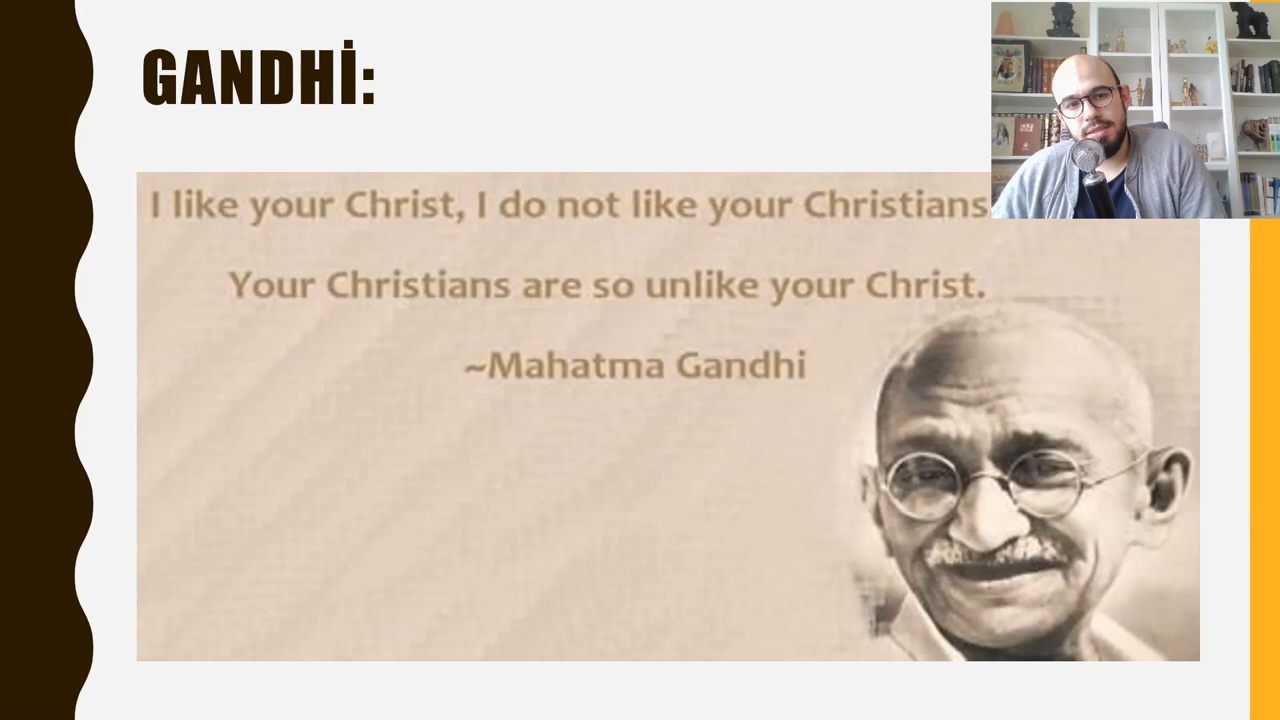 GANDHİ:
I like your Christ, I do not like your Christians
Your Christians are so unlike your Christ.
~Mahatma Gandhi